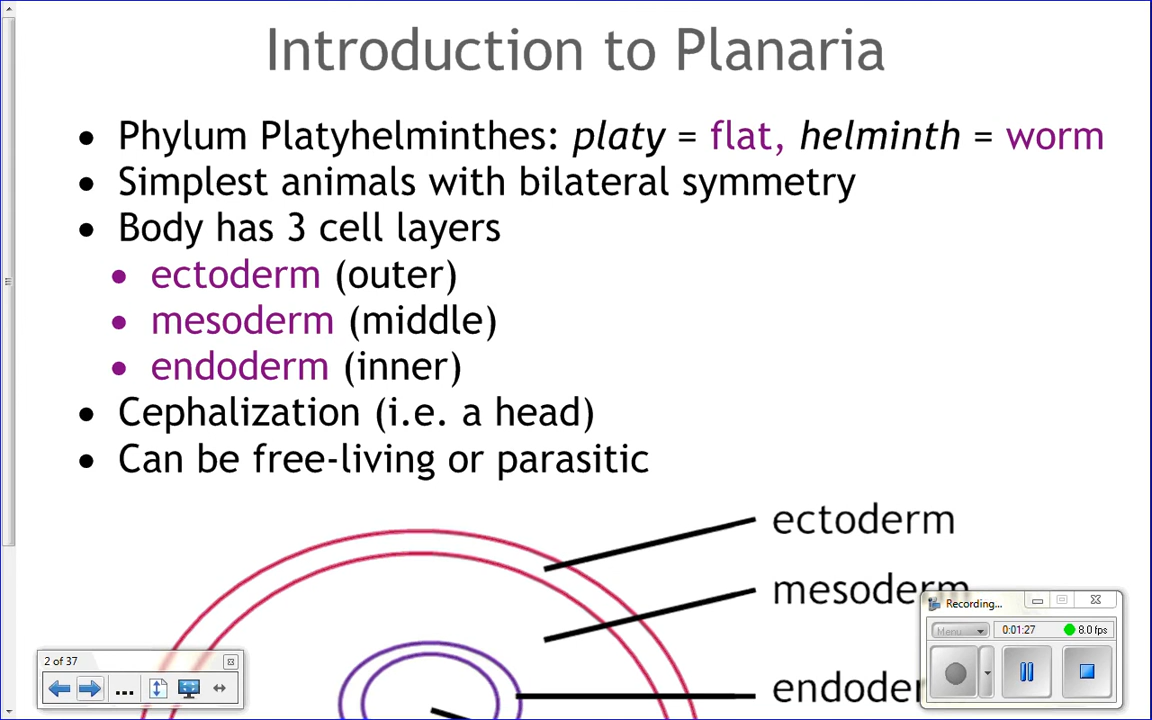 Introduction to Planaria
• Phylum Platyhelminthes: platy = flat, helminth = worm
• Simplest animals with bilateral symmetry
• Body has 3 cell layers
• ectoderm (outer)
• mesoderm (middle)
• endoderm (inner)
• Cephalization (i.e. a head)
• Can be free-living or parasitic
ectoderm
mesoderm
endoder
Recording...
Menu...
0:01:27
8.0 fps
2 of 37
...